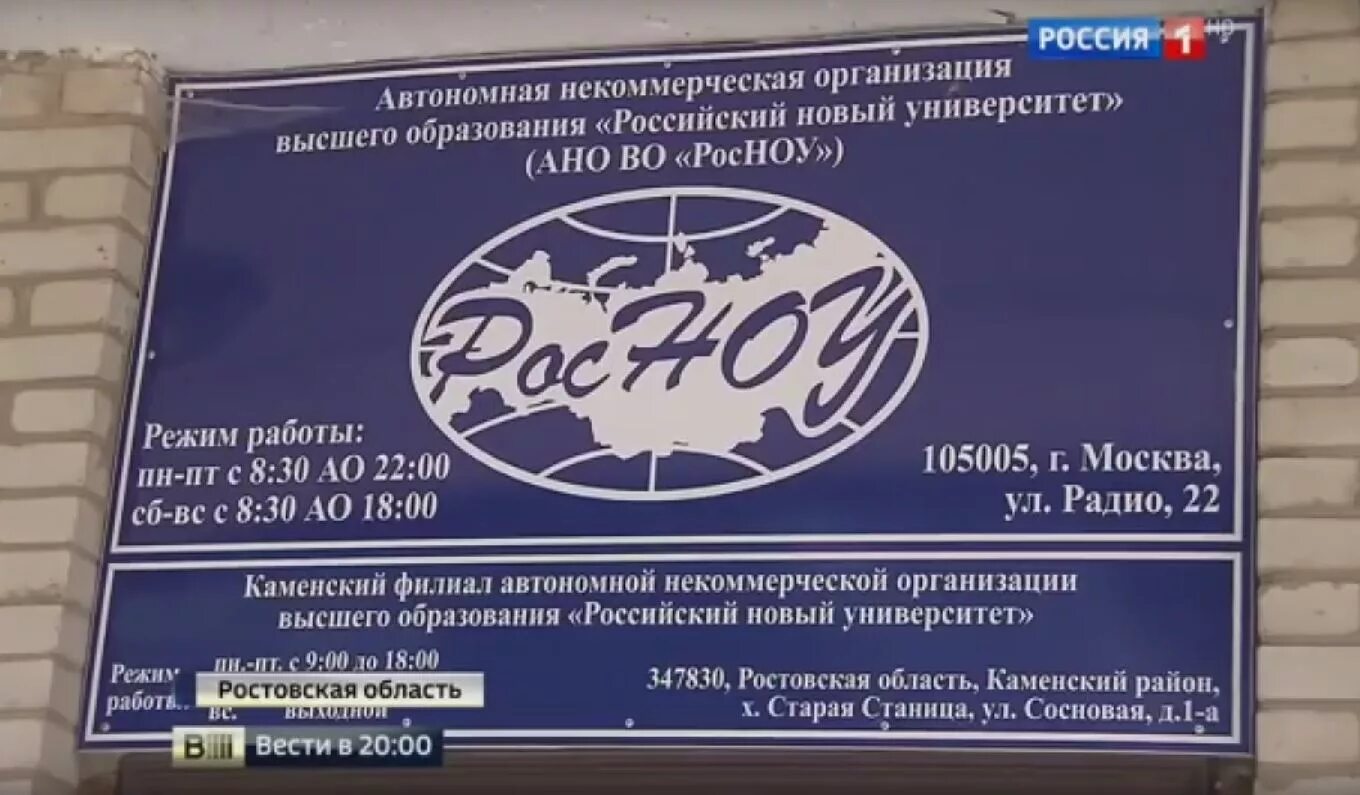 РОССИЯ 1 HD
Автономная некоммерческая организация
высшего образования «Российский новый университет»
(АНО ВО «РосНОУ»)
РосНОУ
Режим работы:
пн-пт с 8:30 АО 22:00
сб-вс с 8:30 АО 18:00
105005, г. Москва,
ул. Радио, 22
Каменский филиал автономной некоммерческой организации
высшего образования «Российский новый университет»
Режим
пн.-пт. с 9:00 до 18:00
вс. выходной
347830, Ростовская область, Каменский район,
х. Старая Станица, ул. Сосновая, д.1-а
Ростовская область
В Вести в 20:00